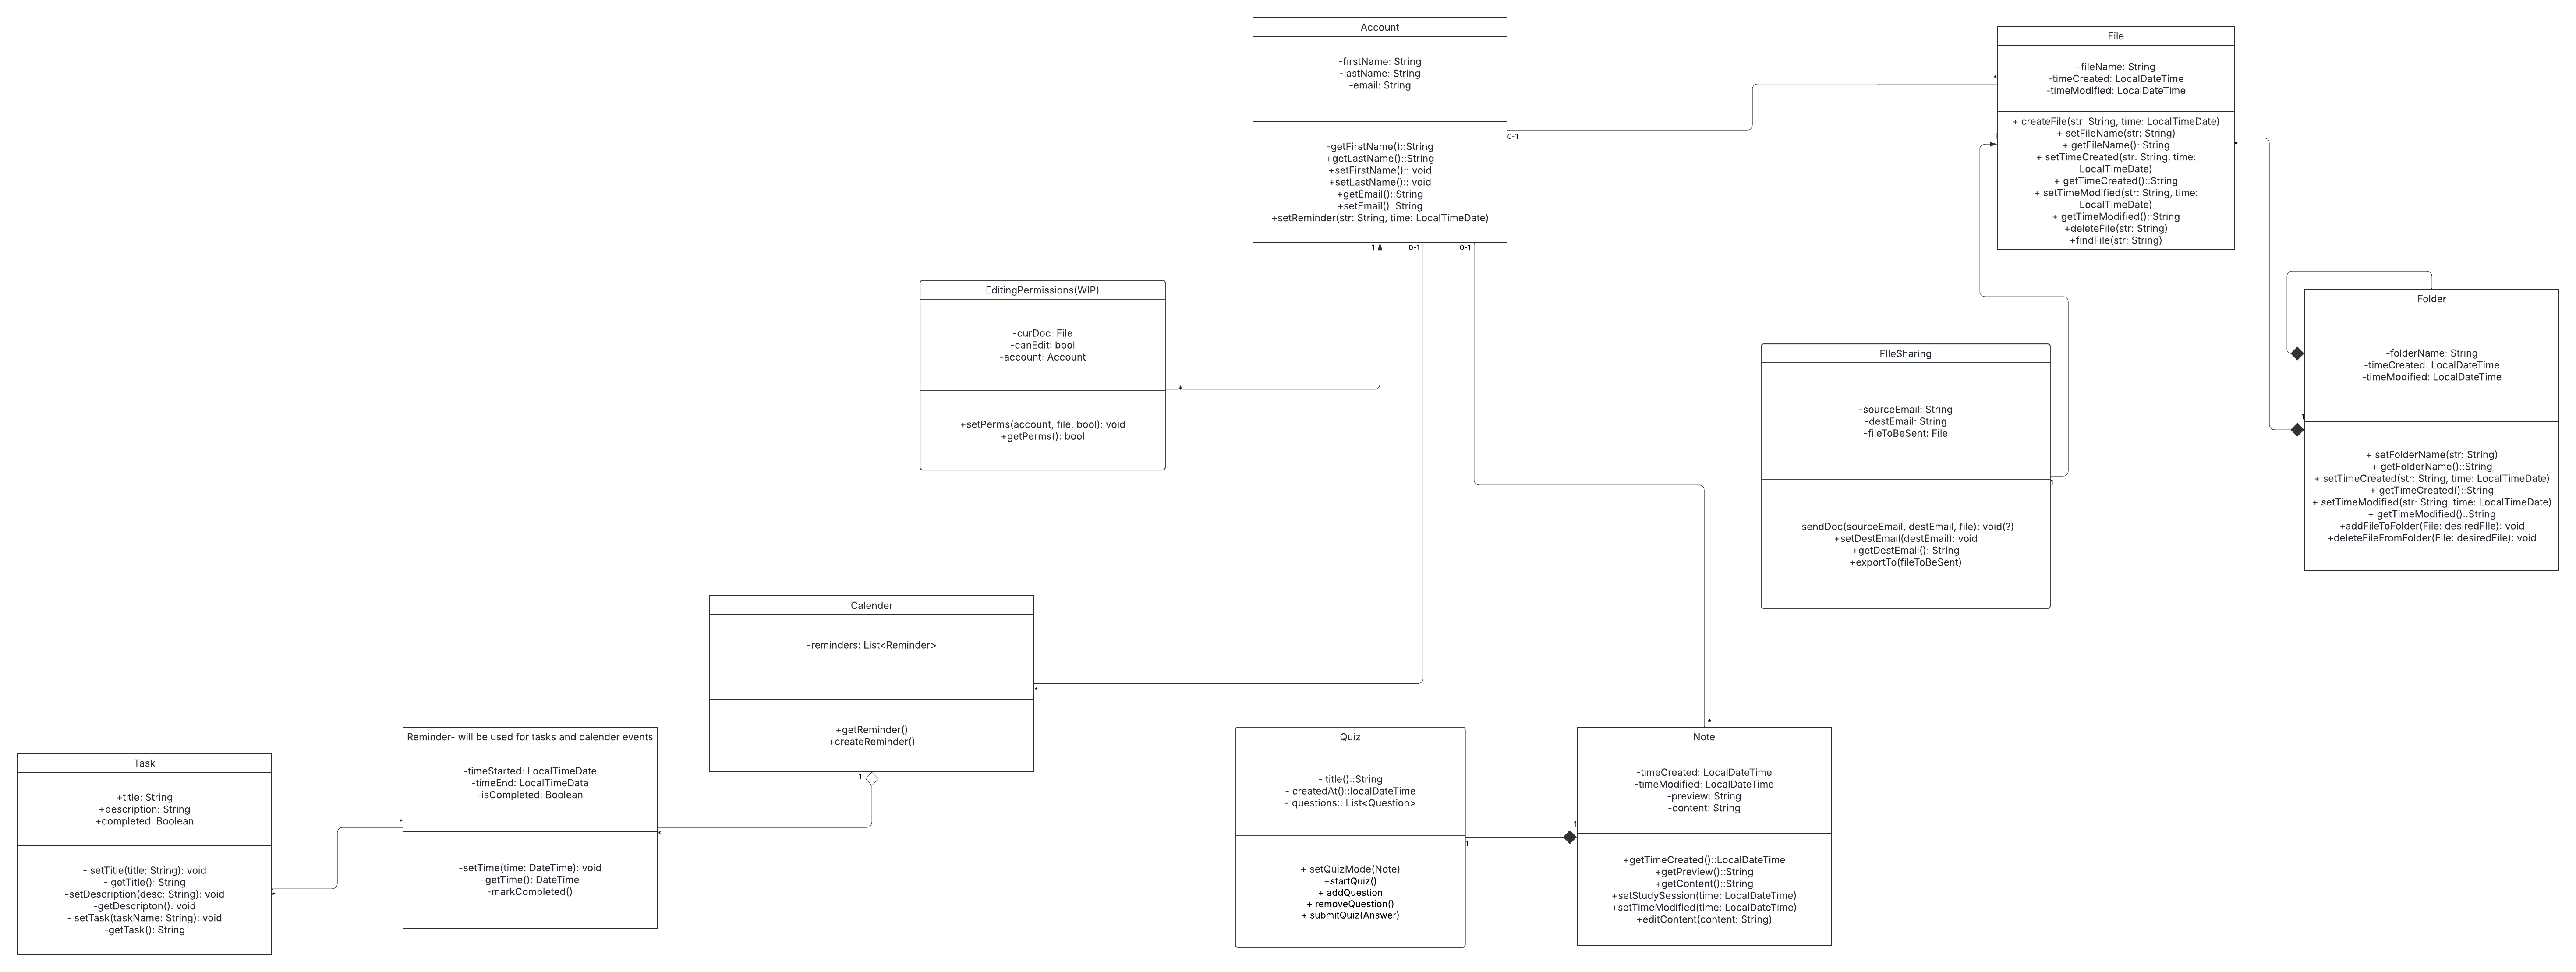 Account
-firstName: String
-lastName: String
-email: String
-getFirstName()::String
+getLastName()::String
+setFirstName():: void
+setLastName():: void
+getEmail()::String
+setEmail(): String
+setReminder(str: String, time: LocalTimeDate)
0-1
1
0-1
0-1
File
-fileName: String
-timeCreated: LocalDateTime
-timeModified: LocalDateTime
+ createFile(str: String, time: LocalTimeDate)
+ setFileName(str: String)
+ getFileName()::String
+ setTimeCreated(str: String, time:
LocalTimeDate)
+ getTimeCreated()::String
+ setTimeModified(str: String, time:
LocalTimeDate)
+ getTimeModified()::String
+deleteFile(str: String)
+findFile(str: String)
*
1
*
EditingPermissions(WIP)
-curDoc: File
-canEdit: bool
-account: Account
+setPerms(account, file, bool): void
+getPerms(): bool
*
FIleSharing
-sourceEmail: String
-destEmail: String
-fileToBeSent: File
-sendDoc(sourceEmail, destEmail, file): void(?)
+setDestEmail(destEmail): void
+getDestEmail(): String
+exportTo(fileToBeSent)
1
Folder
-folderName: String
-timeCreated: LocalDateTime
-timeModified: LocalDateTime
1
+ setFolderName(str: String)
+ getFolderName()::String
+ setTimeCreated(str: String, time: LocalTimeDate)
+ getTimeCreated()::String
+ setTimeModified(str: String, time: LocalTimeDate)
+ getTimeModified()::String
+addFileToFolder(File: desiredFIle): void
+deleteFileFromFolder(File: desiredFile): void
Calender
-reminders: List<Reminder>
+getReminder()
+createReminder()
*
1
Task
+title: String
+description: String
+completed: Boolean
- setTitle(title: String): void
- getTitle(): String
-setDescription(desc: String): void
-getDescripton(): void
- setTask(taskName: String): void
-getTask(): String
*
Reminder- will be used for tasks and calender events
-timeStarted: LocalTimeDate
-timeEnd: LocalTimeData
-isCompleted: Boolean
*
*
-setTime(time: DateTime): void
-getTime(): DateTime
-markCompleted()
Quiz
- title()::String
- createdAt()::localDateTime
- questions:: List<Question>
+ setQuizMode(Note)
+startQuiz()
+ addQuestion
+ removeQuestion()
+ submitQuiz(Answer)
1
*
Note
-timeCreated: LocalDateTime
-timeModified: LocalDateTime
-preview: String
-content: String
1
+getTimeCreated()::LocalDateTime
+getPreview()::String
+getContent()::String
+setStudySession(time: LocalDateTime)
+setTimeModified(time: LocalDateTime)
+editContent(content: String)